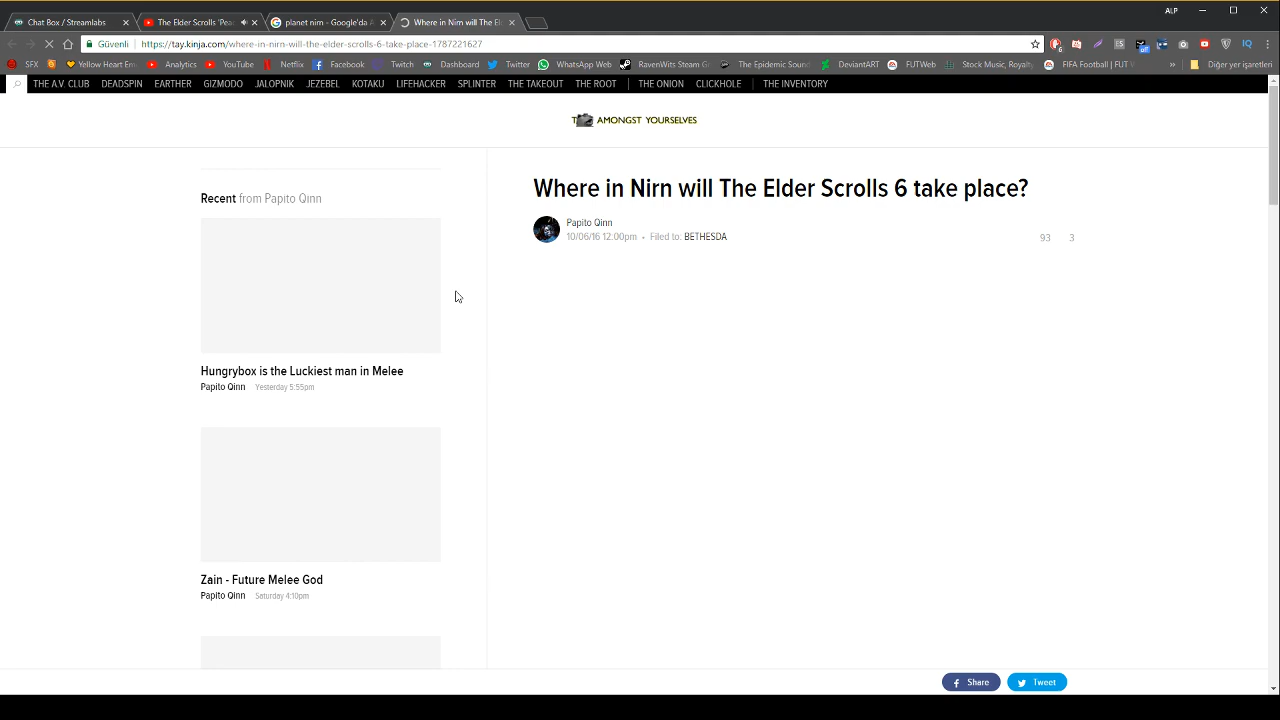 ALP
Chat Box / Streamlabs
The Elder Scrolls 'Pea
planet nirn - Google'da A
Where in Nirn will The El
Güvenli
https://tay.kinja.com/where-in-nirn-will-the-elder-scrolls-6-take-place-1787221627
SFX Yellow Heart Em Analytics YouTube Netflix Facebook Twitch Dashboard Twitter WhatsApp Web RavenWits Steam Gr The Epidemic Sound DeviantART FUTWeb Stock Music, Royalty FIFA Football | FUT W » Diğer yer işaretleri
THE A.V. CLUB DEADSPIN EARTHER GIZMODO JALOPNIK JEZEBEL KOTAKU LIFEHACKER SPLINTER THE TAKEOUT THE ROOT THE ONION CLICKHOLE THE INVENTORY
AMONGST YOURSELVES
Recent from Papito Qinn
Hungrybox is the Luckiest man in Melee
Papito Qinn Yesterday 5:55pm
Zain - Future Melee God
Papito Qinn Saturday 4:10pm
Where in Nirn will The Elder Scrolls 6 take place?
Papito Qinn
10/06/16 12:00pm • Filed to: BETHESDA
93 3
Share
Tweet